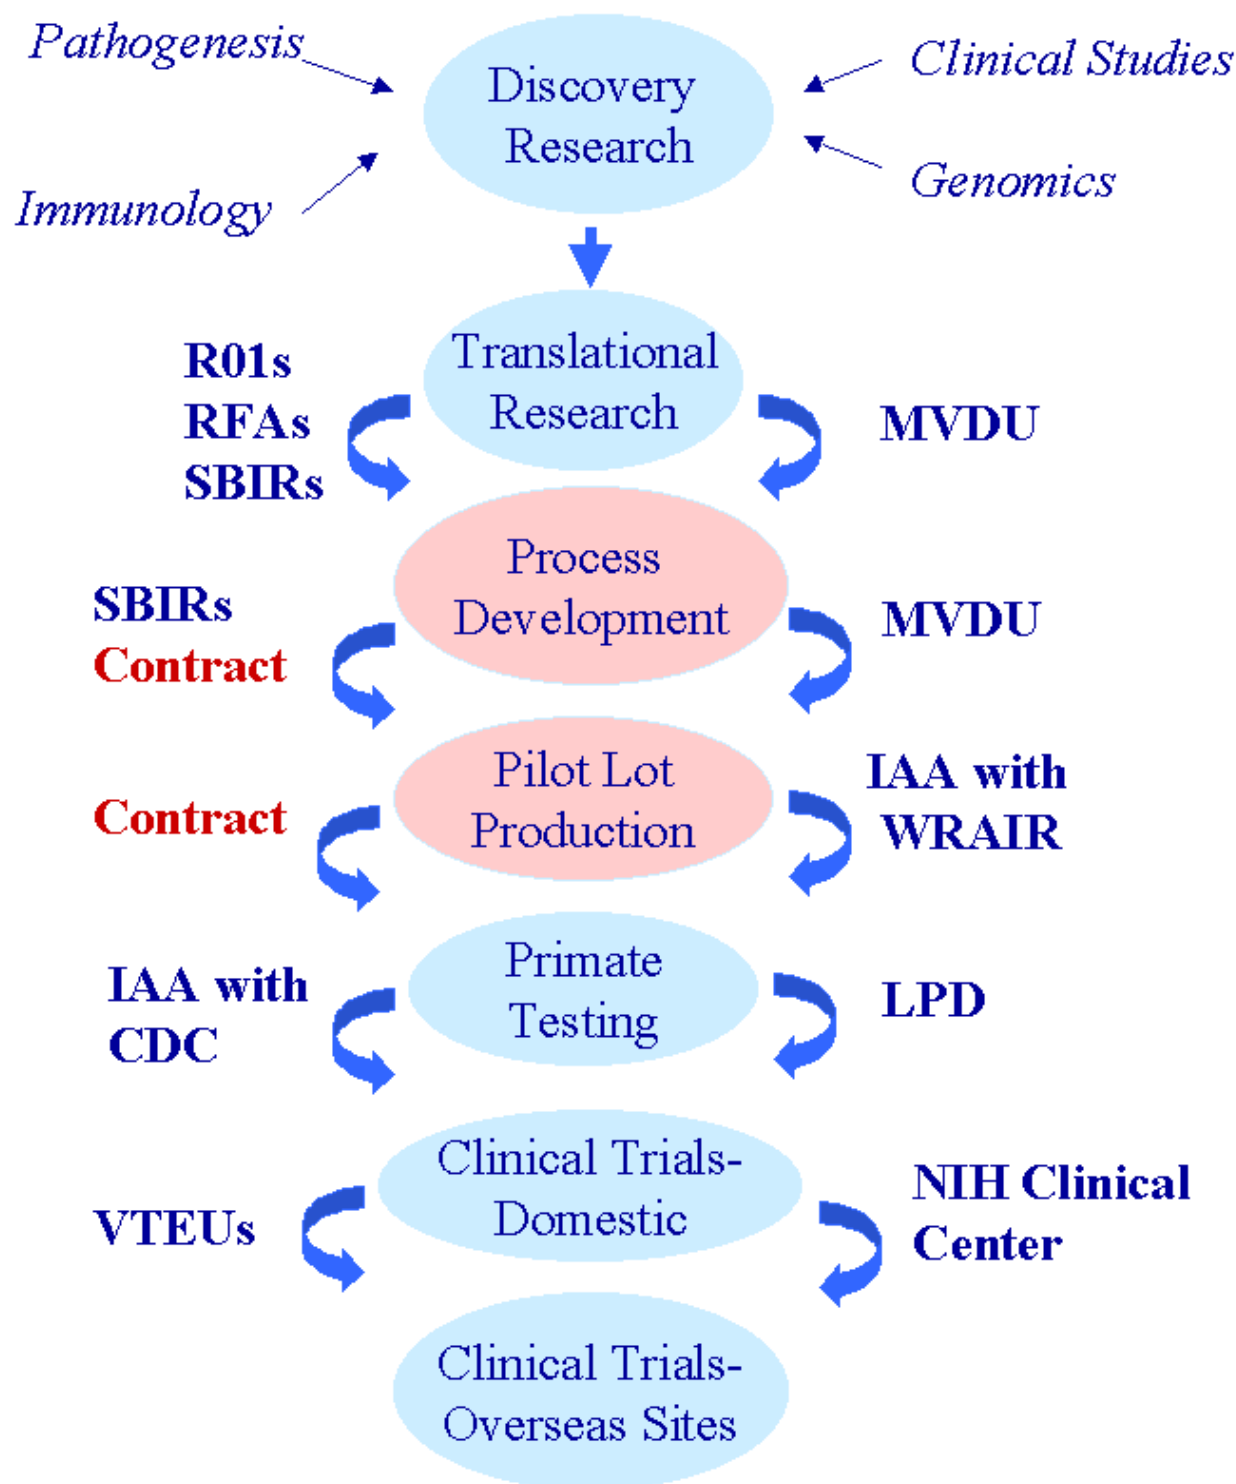 Pathogenesis
Discovery
Research
Clinical Studies
Immunology
Genomics
Translational
Research
R01s
RFAs
SBIRs
MVDU
Process
Development
SBIRs
Contract
MVDU
Pilot Lot
Production
Contract
IAA with
WRAIR
Primate
Testing
IAA with
CDC
LPD
Clinical Trials-
Domestic
VTEUs
NIH Clinical
Center
Clinical Trials-
Overseas Sites